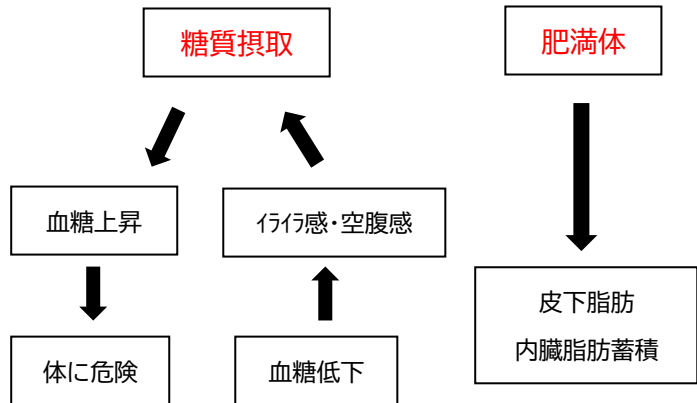 糖質摂取
肥満体
血糖上昇
ｲﾗｲﾗ感・空腹感
皮下脂肪
内臓脂肪蓄積
体に危険
血糖低下